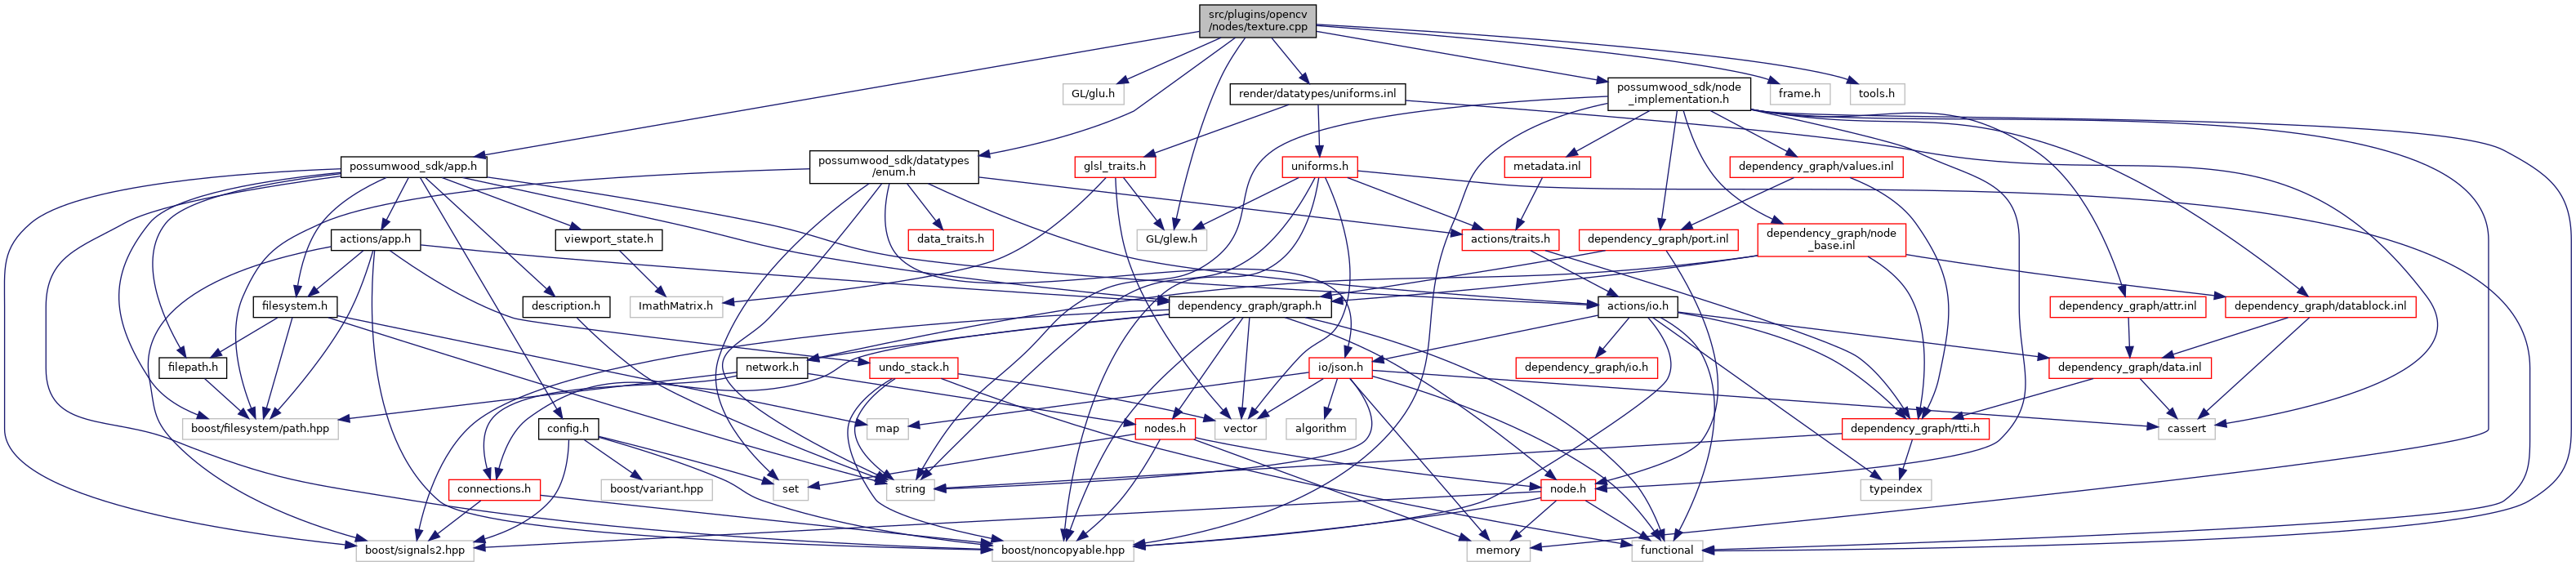 src/plugins/opencv
/nodes/texture.cpp
GL/glu.h
render/datatypes/uniforms.inl
possumwood_sdk/node
_implementation.h
frame.h
tools.h
possumwood_sdk/app.h
possumwood_sdk/datatypes
/enum.h
glsl_traits.h
uniforms.h
metadata.inl
dependency_graph/values.inl
actions/app.h
viewport_state.h
data_traits.h
GL/glew.h
actions/traits.h
dependency_graph/port.inl
dependency_graph/node
_base.inl
filesystem.h
description.h
ImathMatrix.h
dependency_graph/graph.h
actions/io.h
dependency_graph/attr.inl
dependency_graph/datablock.inl
filepath.h
network.h
undo_stack.h
io/json.h
dependency_graph/io.h
dependency_graph/data.inl
boost/filesystem/path.hpp
config.h
map
nodes.h
vector
algorithm
dependency_graph/rtti.h
cassert
connections.h
boost/variant.hpp
set
string
node.h
typeindex
boost/signals2.hpp
boost/noncopyable.hpp
memory
functional